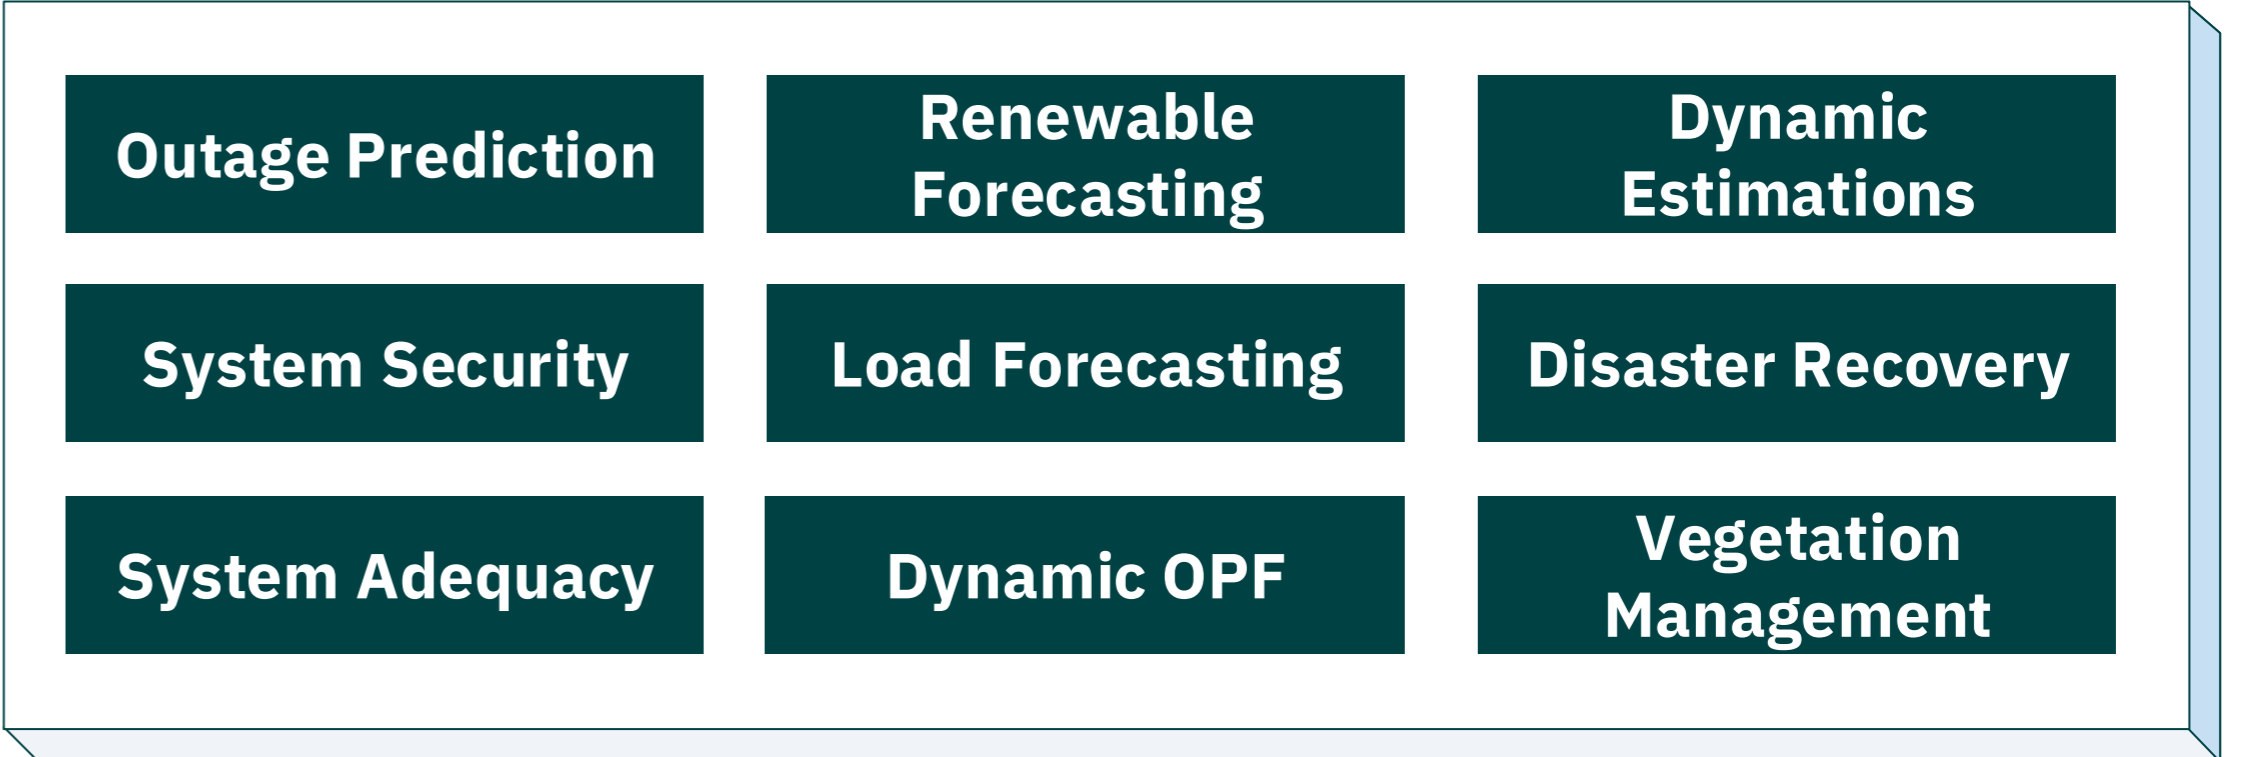 Outage Prediction
Renewable
Forecasting
Dynamic
Estimations
System Security
Load Forecasting
Disaster Recovery
System Adequacy
Dynamic OPF
Vegetation
Management